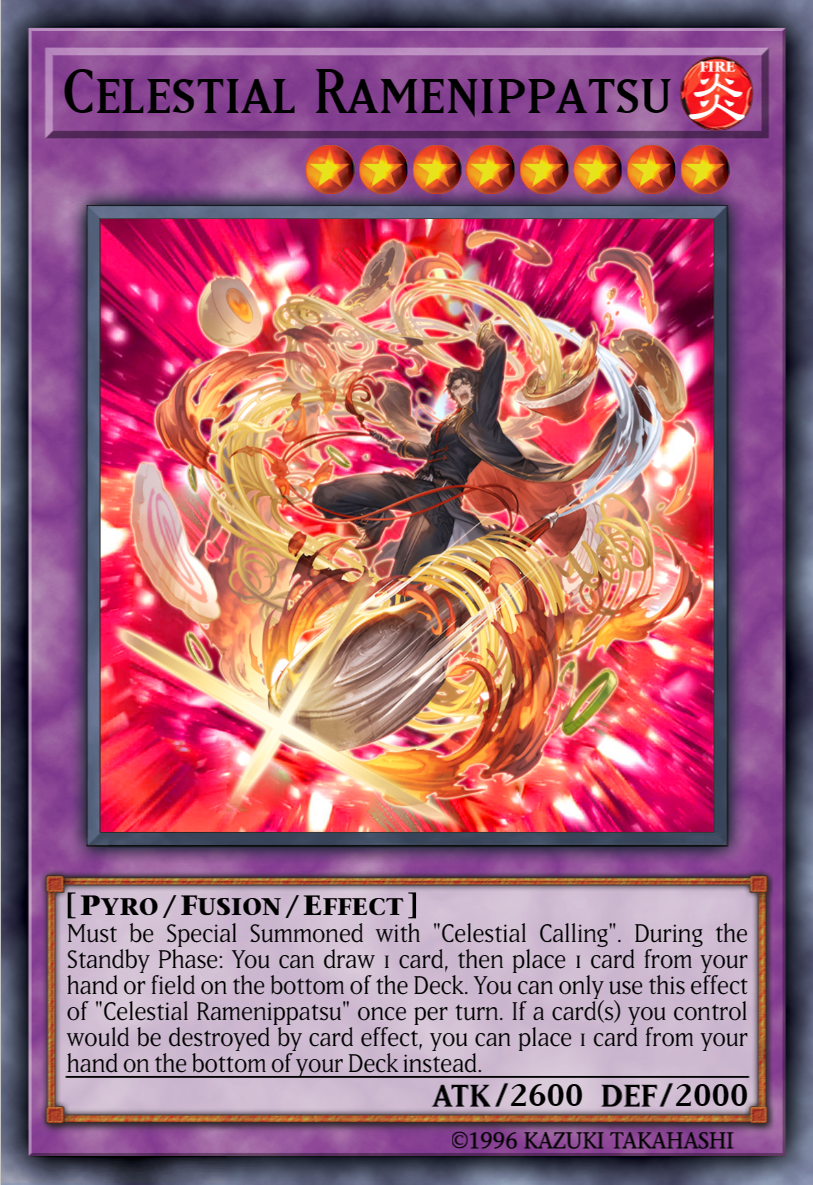 Celestial Ramenippatsu
FIRE
炎
[Pyro/Fusion/Effect]
Must be Special Summoned with "Celestial Calling". During the
Standby Phase: You can draw 1 card, then place 1 card from your
hand or field on the bottom of the Deck. You can only use this effect
of "Celestial Ramenippatsu" once per turn. If a card(s) you control
would be destroyed by card effect, you can place 1 card from your
hand on the bottom of your Deck instead.
ATK/2600 DEF/2000
©1996 KAZUKI TAKAHASHI